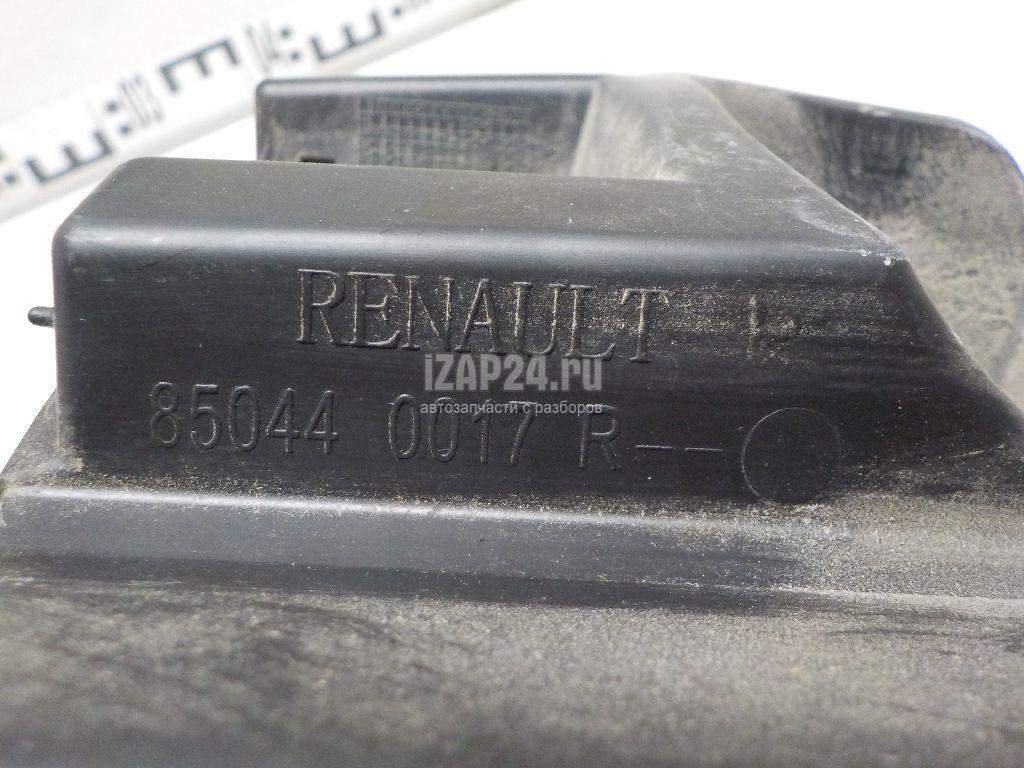 RENAULT
iZAP24.ru
автозапчасти с разборов
85044 0017 R--